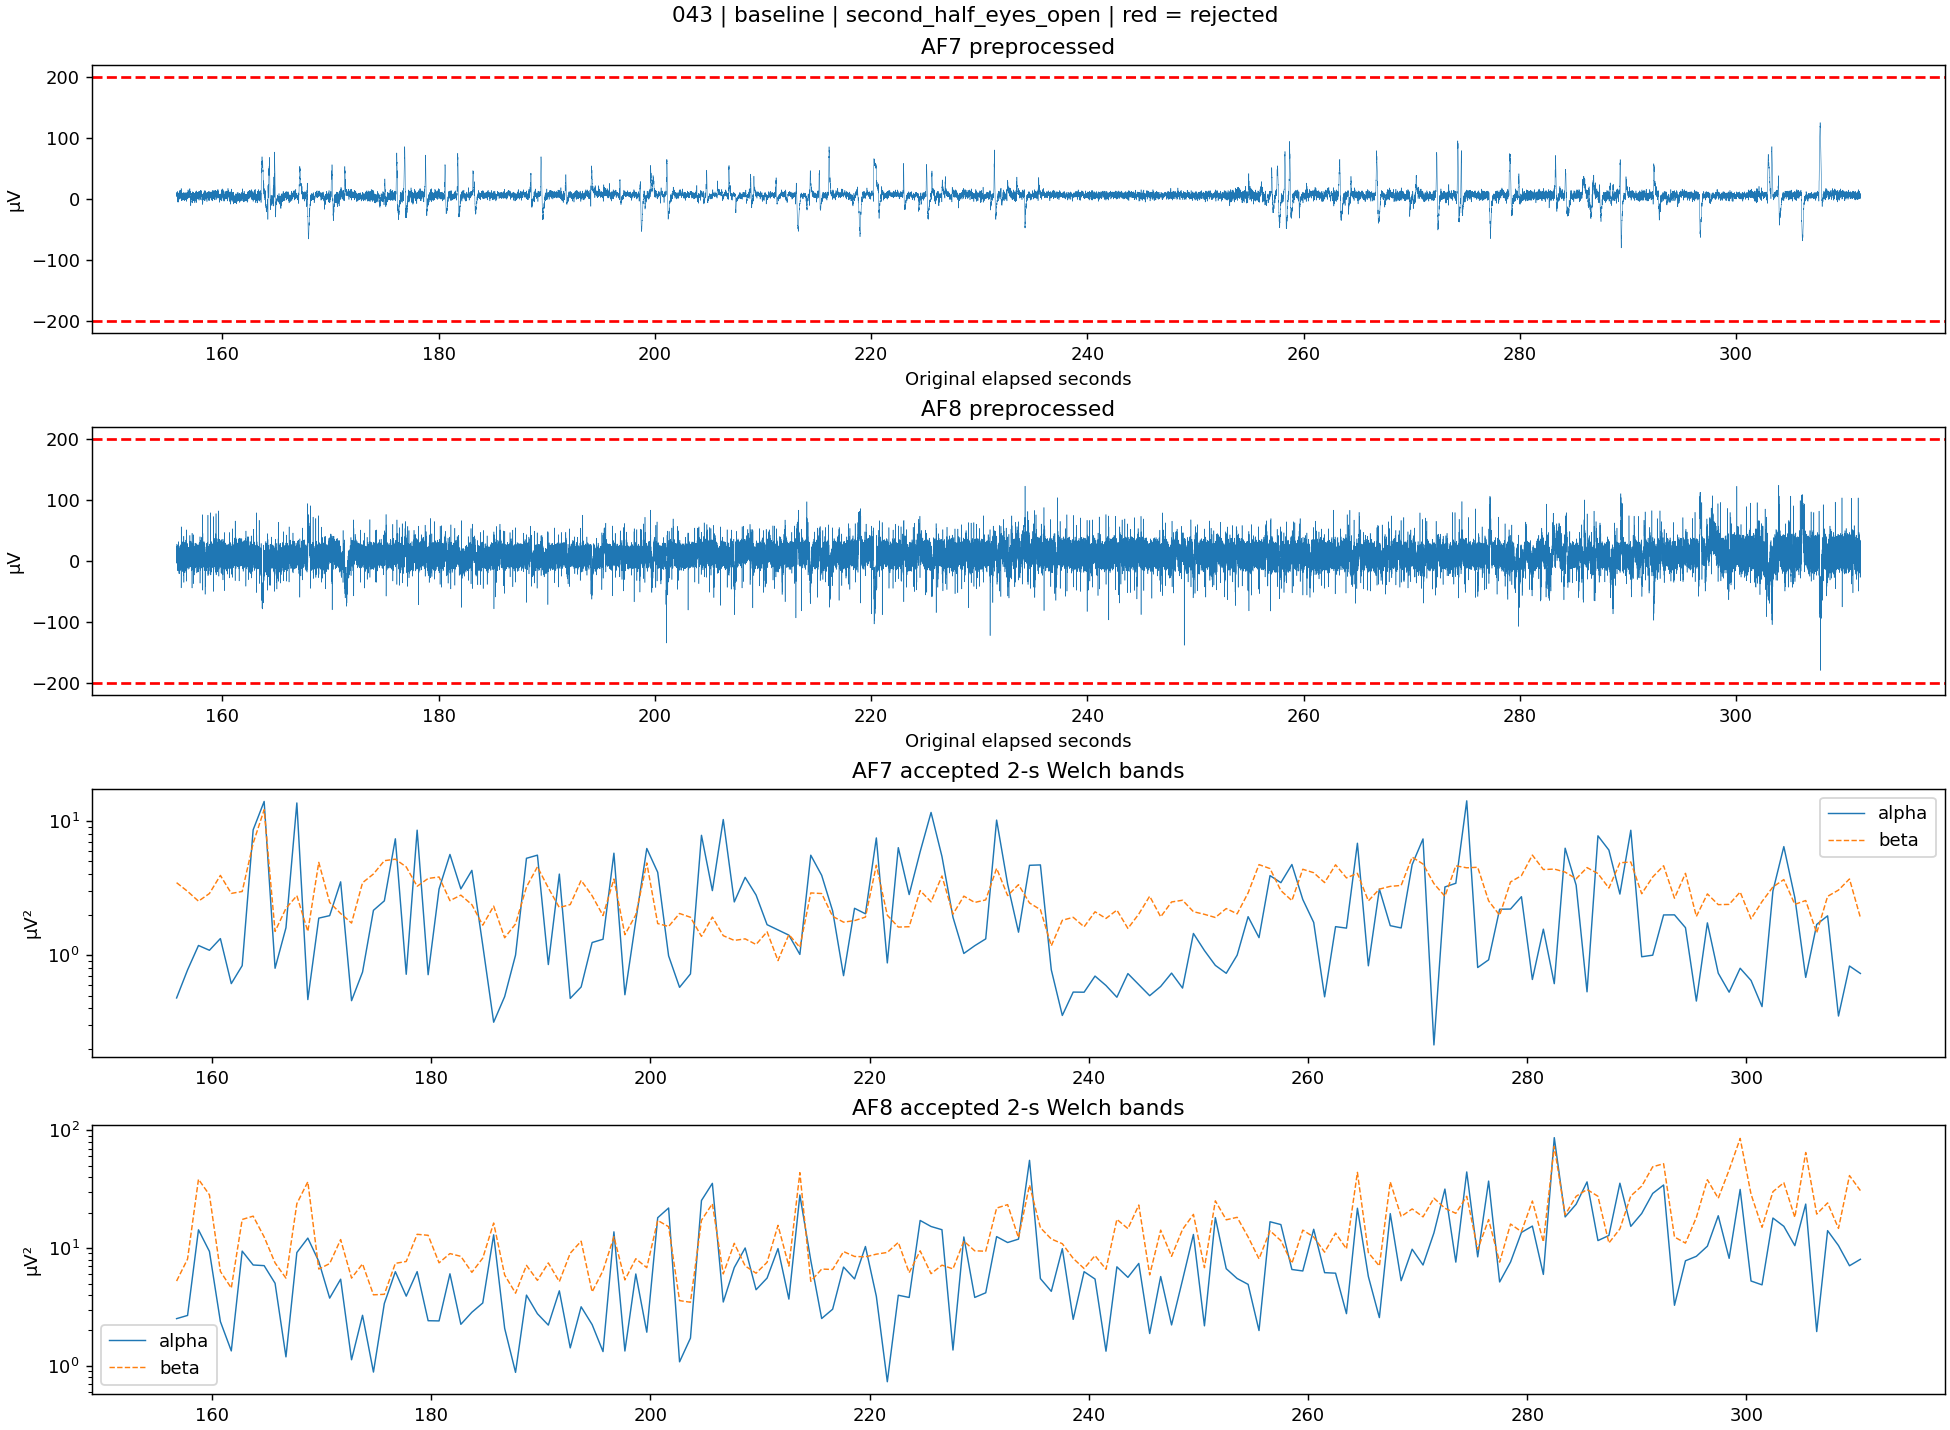 043 | baseline | second_half_eyes_open | red = rejected
AF7 preprocessed
200
100
0
−100
−200
µV
160 180 200 220 240 260 280 300
Original elapsed seconds
AF8 preprocessed
200
100
0
−100
−200
µV
160 180 200 220 240 260 280 300
Original elapsed seconds
AF7 accepted 2-s Welch bands
10¹
10⁰
µV²
alpha
beta
160 180 200 220 240 260 280 300
AF8 accepted 2-s Welch bands
10²
10¹
10⁰
µV²
alpha
beta
160 180 200 220 240 260 280 300